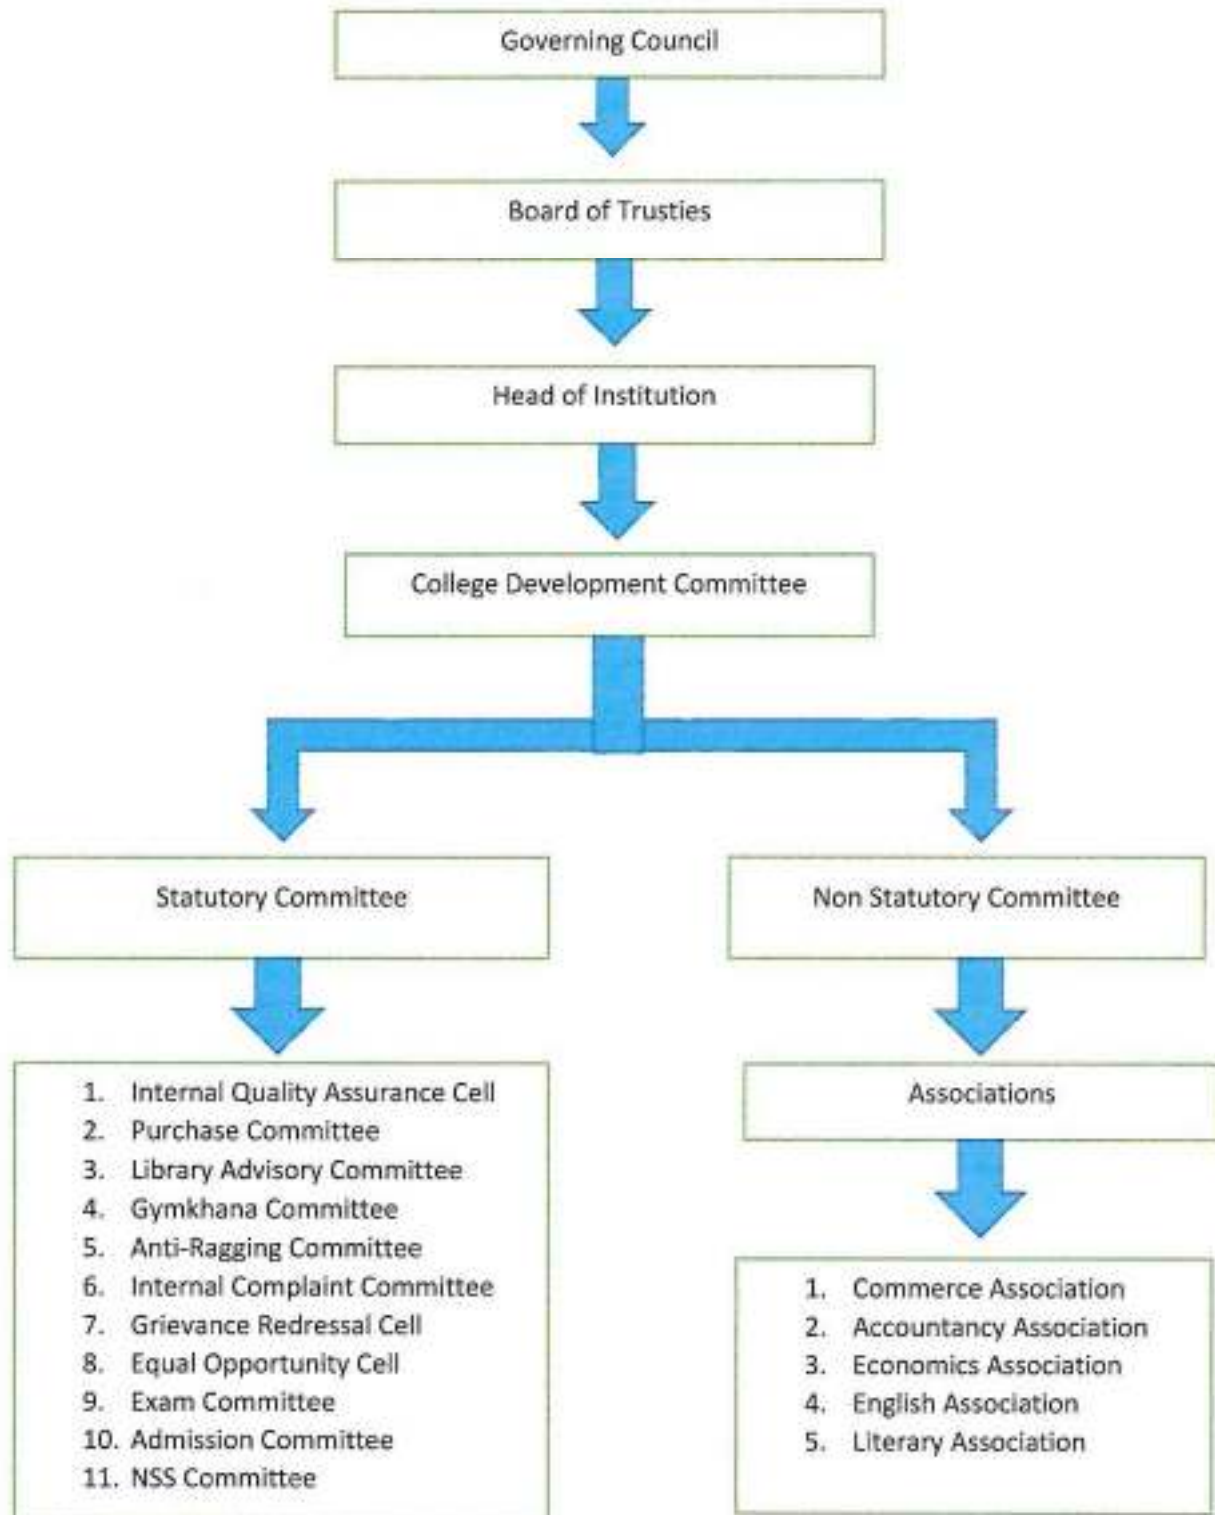 Governing Council
Board of Trusties
Head of Institution
College Development Committee
Statutory Committee
Non Statutory Committee
1. Internal Quality Assurance Cell
2. Purchase Committee
3. Library Advisory Committee
4. Gymkhana Committee
5. Anti-Ragging Committee
6. Internal Complaint Committee
7. Grievance Redressal Cell
8. Equal Opportunity Cell
9. Exam Committee
10. Admission Committee
11. NSS Committee
Associations
1. Commerce Association
2. Accountancy Association
3. Economics Association
4. English Association
5. Literary Association